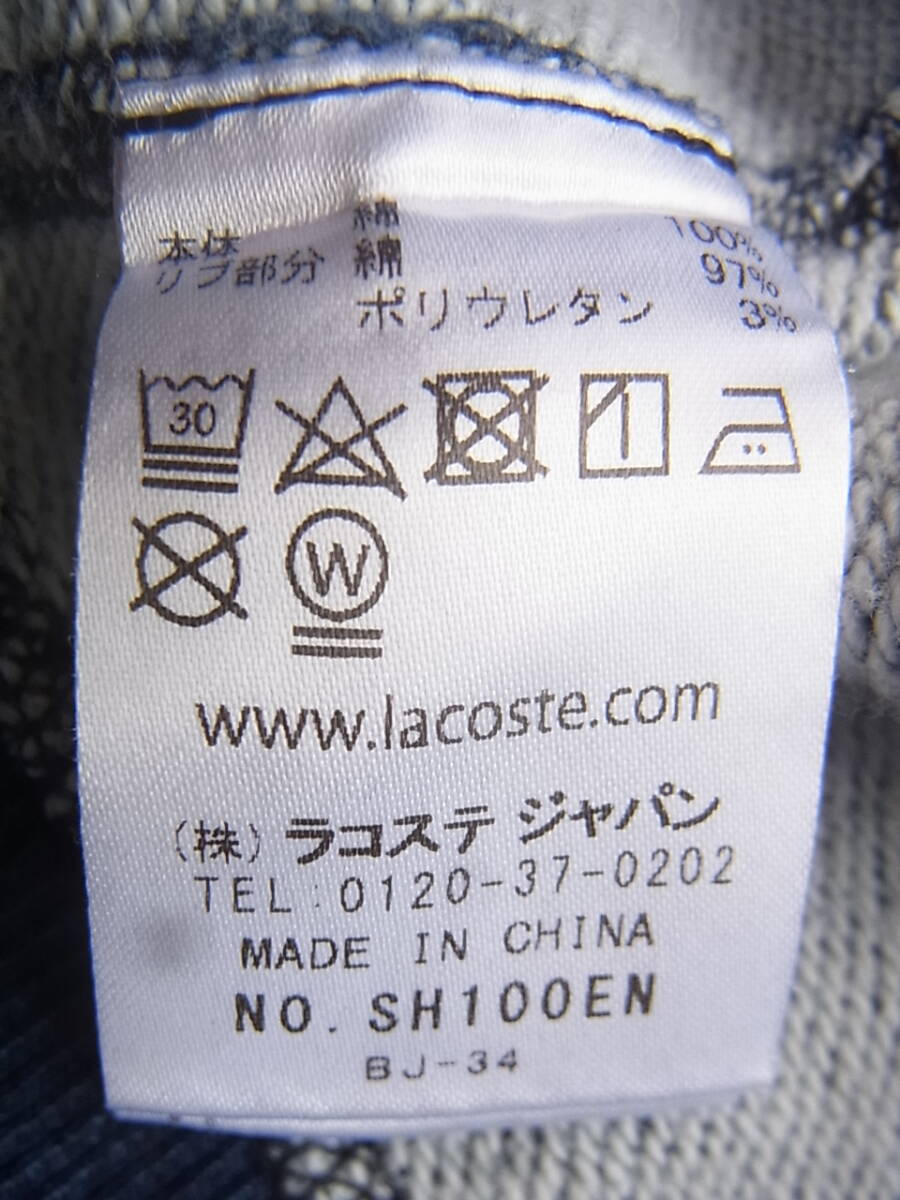 本体 綿 100%
リブ部分 綿 97%
ポリウレタン 3%
30
W
www.lacoste.com
(株) ラコステ ジャパン
TEL:0120-37-0202
MADE IN CHINA
NO. SH100EN
BJ-34